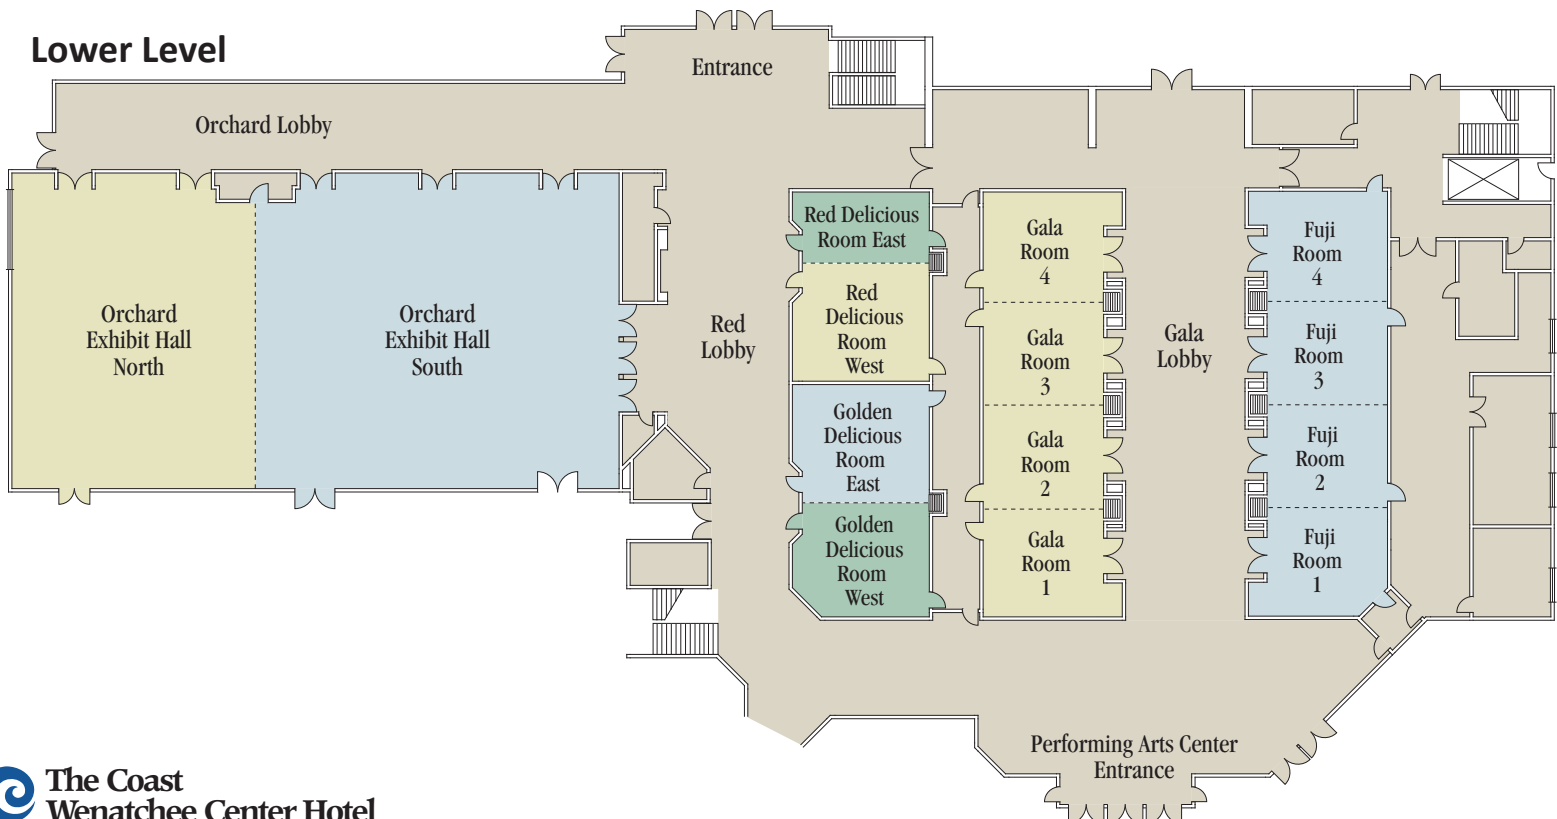 Lower Level
Entrance
Orchard Lobby
Red Delicious
Room East
Red
Delicious
Room
West
Golden
Delicious
Room
East
Golden
Delicious
Room
West
Orchard
Exhibit Hall
North
Orchard
Exhibit Hall
South
Red
Lobby
Gala
Room
4
Gala
Room
3
Gala
Room
2
Gala
Room
1
Gala
Lobby
Fuji
Room
4
Fuji
Room
3
Fuji
Room
2
Fuji
Room
1
Performing Arts Center
Entrance
The Coast
Wenatchee Center Hotel